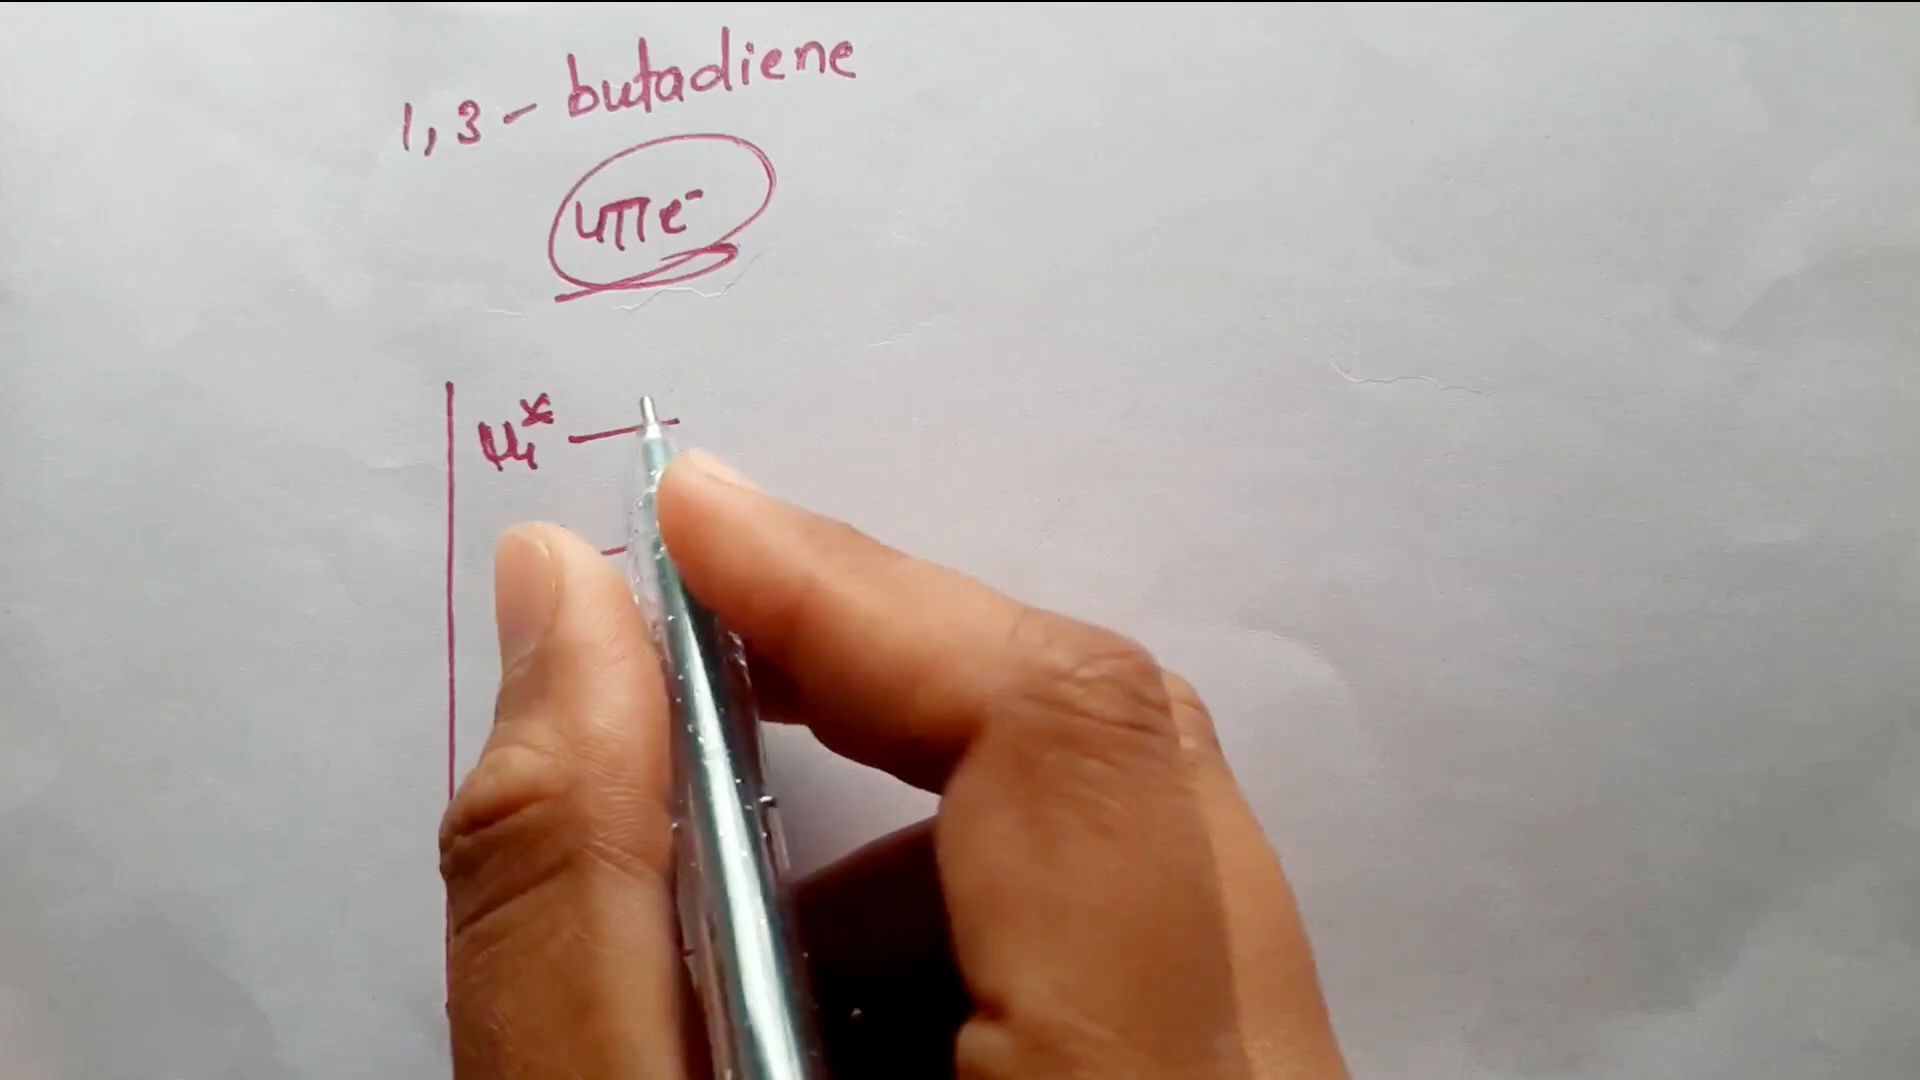 1,3 - butadiene
4πe⁻
ψ₄*